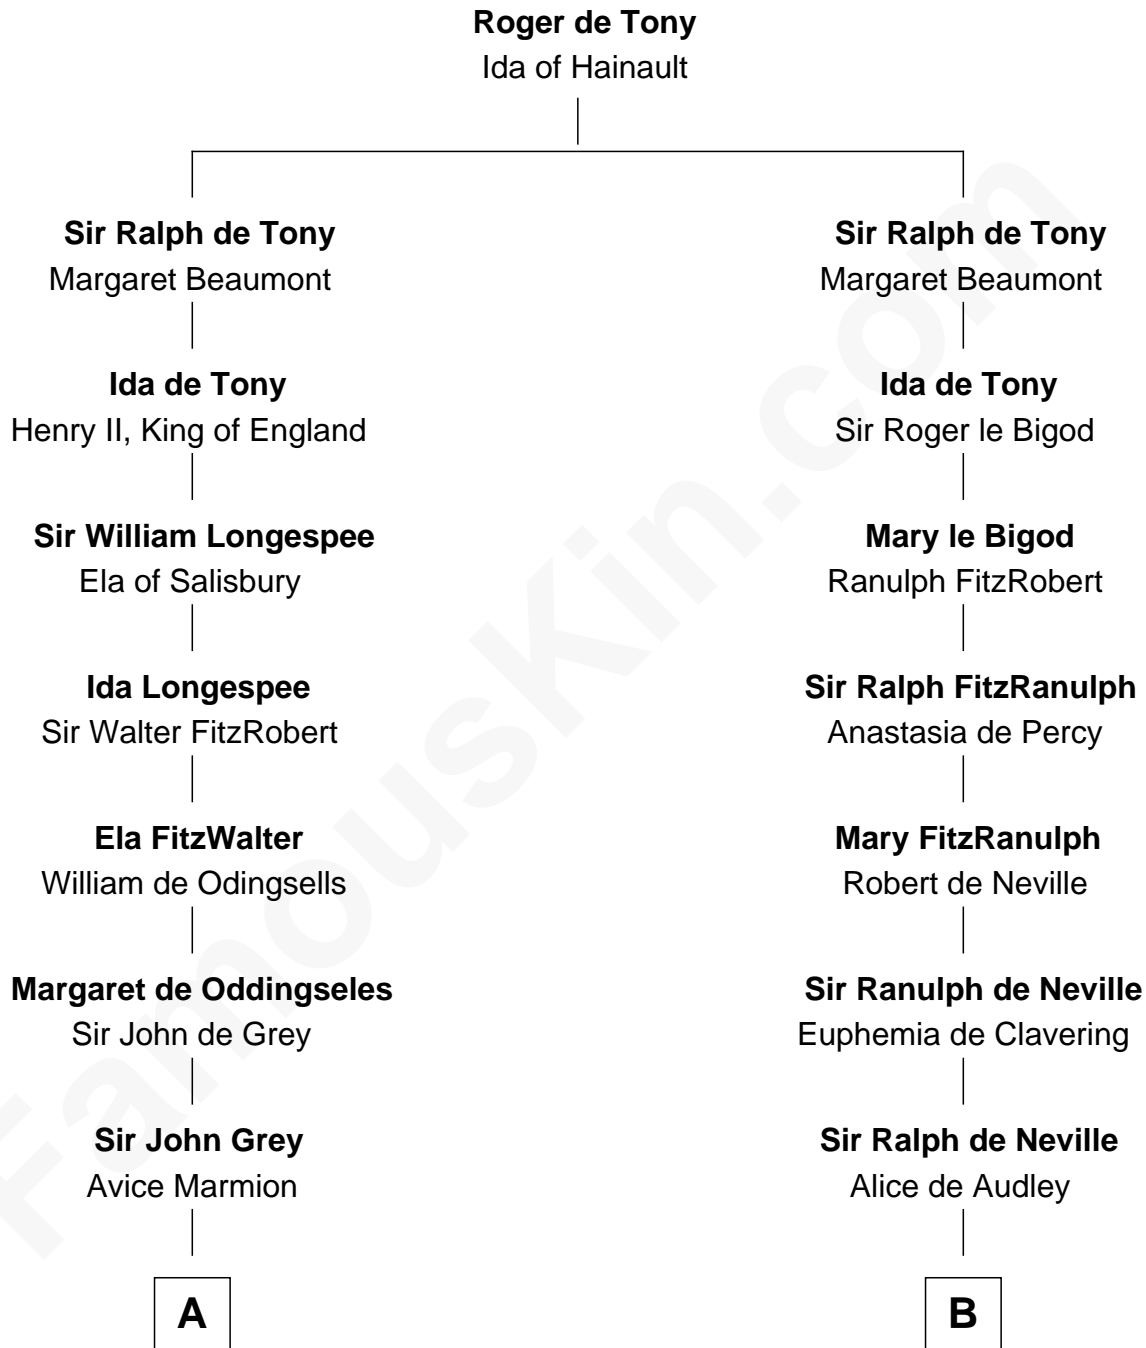 Roger de Tony
Ida of Hainault
Sir Ralph de Tony
Margaret Beaumont
Sir Ralph de Tony
Margaret Beaumont
Ida de Tony
Henry II, King of England
Ida de Tony
Sir Roger le Bigod
Sir William Longespee
Ela of Salisbury
Mary le Bigod
Ranulph FitzRobert
Ida Longespee
Sir Walter FitzRobert
Sir Ralph FitzRanulph
Anastasia de Percy
Ela FitzWalter
William de Odingsells
Mary FitzRanulph
Robert de Neville
Margaret de Oddingseles
Sir John de Grey
Sir Ranulph de Neville
Euphemia de Clavering
Sir John Grey
Avice Marmion
Sir Ralph de Neville
Alice de Audley
A
B
FamousKin.com